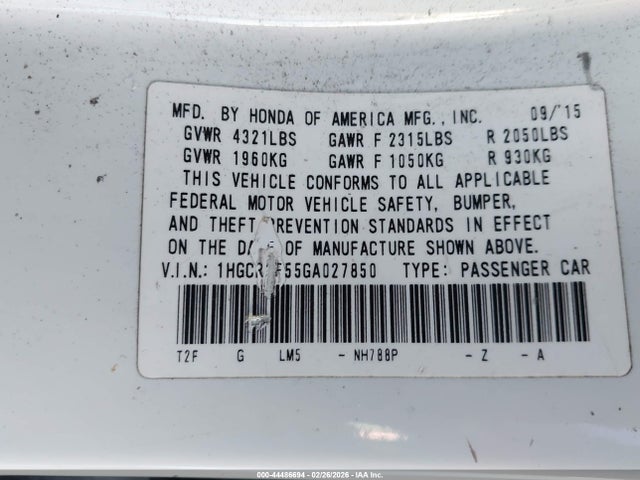 MFD. BY HONDA OF AMERICA MFG., INC. 09/'15
GVWR 4321LBS GAWR F 2315LBS R 2050LBS
GVWR 1960KG GAWR F 1050KG R 930KG
THIS VEHICLE CONFORMS TO ALL APPLICABLE
FEDERAL MOTOR VEHICLE SAFETY, BUMPER,
AND THEFT PREVENTION STANDARDS IN EFFECT
ON THE DATE OF MANUFACTURE SHOWN ABOVE.
V.I.N.: TYPE: PASSENGER CAR
T2F G LM5 - NH788P - Z - A
000-44486694 - 02/26/2026 - IAA Inc.